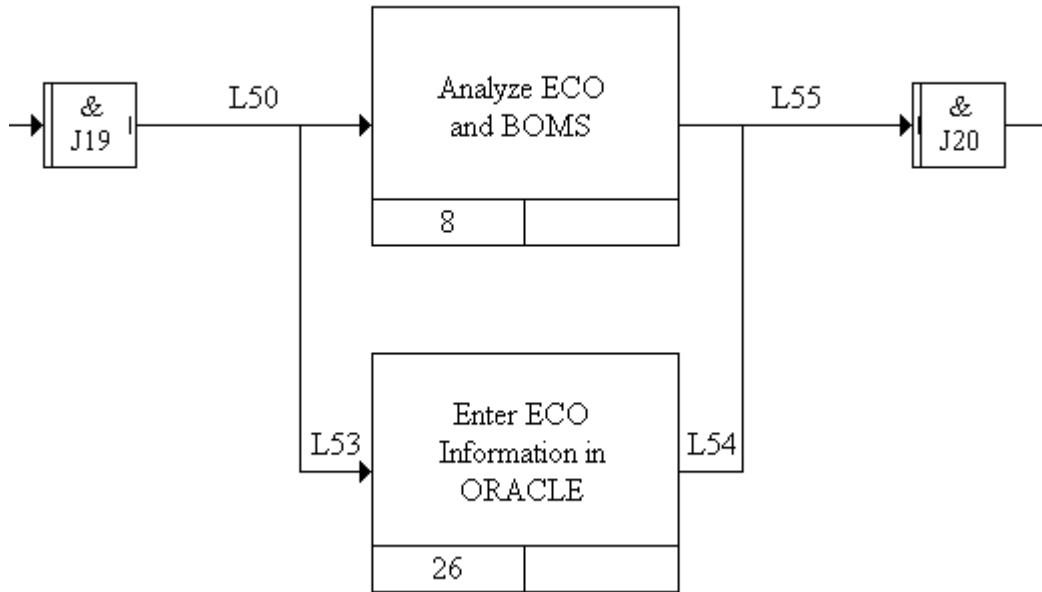 &
J19
L50
Analyze ECO
and BOMS
8
L55
&
J20
L53
Enter ECO
Information in
ORACLE
26
L54